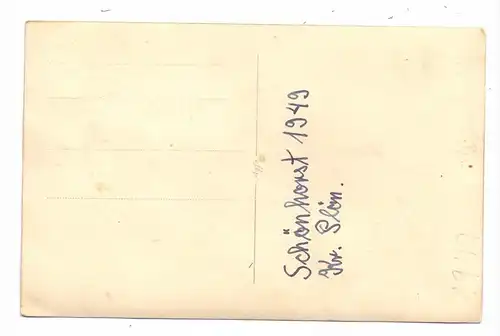 Schönhorst 1949
Kr. Plön.